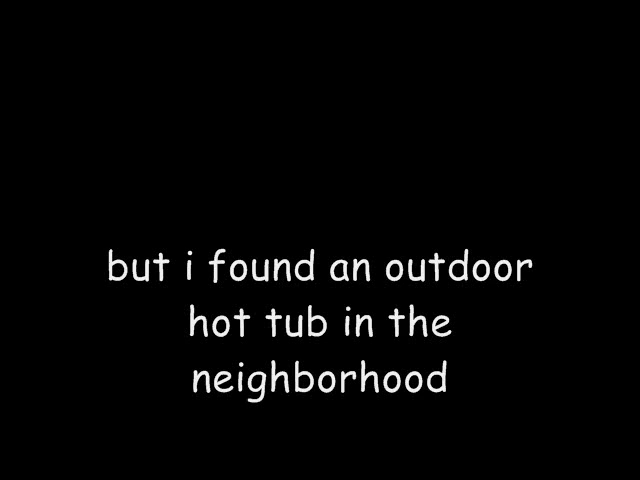 but i found an outdoor
hot tub in the
neighborhood